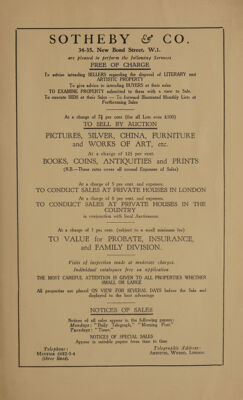 SOTHEBY & CO.
34-35, New Bond Street, W.1.
are pleased to perform the following Services
FREE OF CHARGE
To advise intending SELLERS regarding the disposal of LITERARY and
ARTISTIC PROPERTY
To give advice to intending BUYERS at their sales
TO EXAMINE PROPERTY submitted to them with a view to Sale.
To execute BIDS at their Sales — To forward Illustrated Monthly Lists of
Forthcoming Sales
At a charge of 7½ per cent (for all Lots over £100)
TO SELL BY AUCTION
PICTURES, SILVER, CHINA, FURNITURE
and WORKS OF ART, etc.
At a charge of 12½ per cent.
BOOKS, COINS, ANTIQUITIES and PRINTS
(N.B.—These rates cover all normal Expenses of Sales)
At a charge of 5 per cent. and expenses.
TO CONDUCT SALES AT PRIVATE HOUSES IN LONDON
At a charge of 6 per cent. and expenses.
TO CONDUCT SALES AT PRIVATE HOUSES IN THE
COUNTRY
in conjunction with local Auctioneers.
At a charge of 1 per cent. (subject to a small minimum fee)
TO VALUE for PROBATE, INSURANCE,
and FAMILY DIVISION.
Visits of inspection made at moderate charges.
Individual catalogues free on application.
THE MOST CAREFUL ATTENTION IS GIVEN TO ALL PROPERTIES WHETHER
SMALL OR LARGE
All properties are placed ON VIEW FOR SEVERAL DAYS before the Sale and
displayed to the best advantage
NOTICES OF SALES
Notices of all sales appear in the following papers:
Mondays: "Daily Telegraph," "Morning Post."
Tuesdays: "Times."
NOTICES OF SPECIAL SALES
Appear in suitable papers from time to time
Telephone:
Mayfair 6682-3-4
(three lines).
Telegraphic Address:
Abinitio, Wesdo, London.